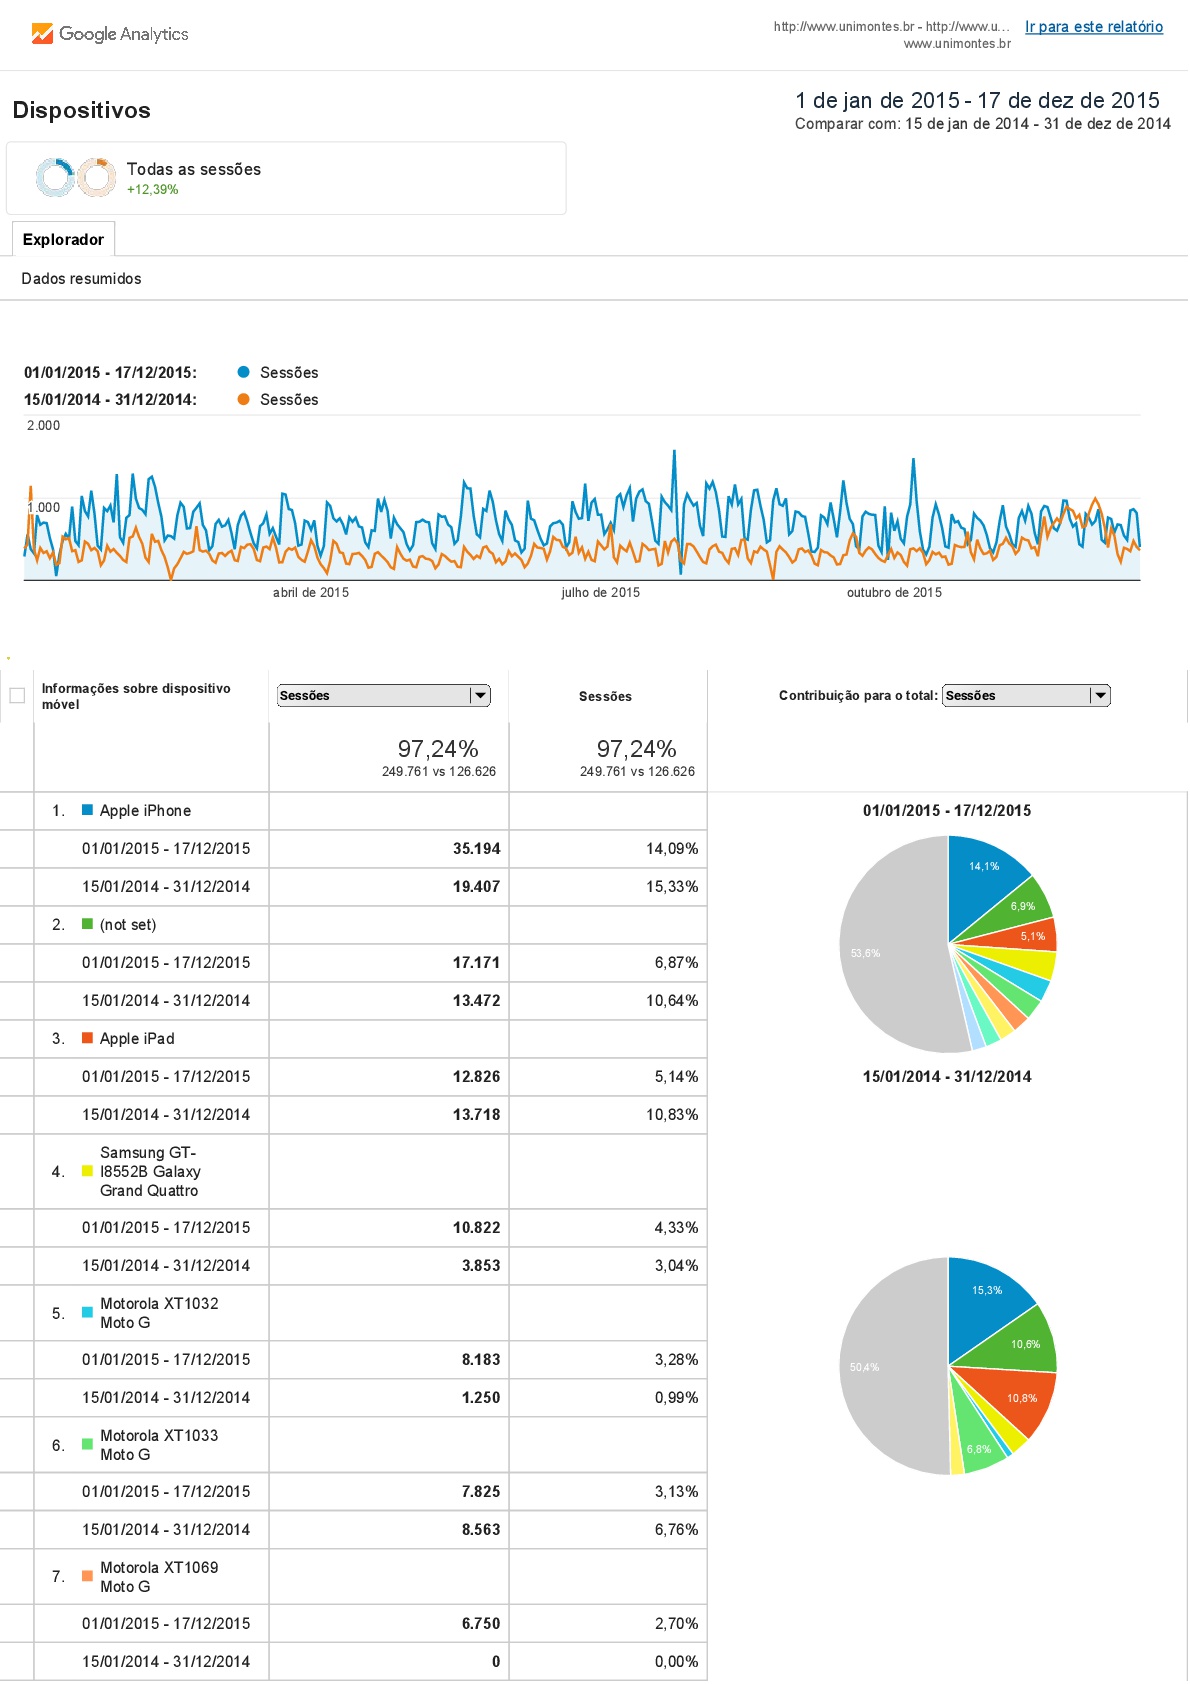 Google Analytics
http://www.unimontes.br - http://www.u...
www.unimontes.br
Ir para este relatório
Dispositivos
1 de jan de 2015 - 17 de dez de 2015
Comparar com: 15 de jan de 2014 - 31 de dez de 2014
Todas as sessões
+12,39%
Explorador
Dados resumidos
01/01/2015 - 17/12/2015: Sessões
15/01/2014 - 31/12/2014: Sessões
2.000
1.000
abril de 2015 julho de 2015 outubro de 2015
Informações sobre dispositivo
móvel
Sessões
Sessões
Contribuição para o total: Sessões
97,24% 97,24%
249.761 vs 126.626 249.761 vs 126.626
1. Apple iPhone
01/01/2015 - 17/12/2015 35.194 14,09%
15/01/2014 - 31/12/2014 19.407 15,33%
2. (not set)
01/01/2015 - 17/12/2015 17.171 6,87%
15/01/2014 - 31/12/2014 13.472 10,64%
3. Apple iPad
01/01/2015 - 17/12/2015 12.826 5,14%
15/01/2014 - 31/12/2014 13.718 10,83%
4. Samsung GT-
I8552B Galaxy
Grand Quattro
01/01/2015 - 17/12/2015 10.822 4,33%
15/01/2014 - 31/12/2014 3.853 3,04%
5. Motorola XT1032
Moto G
01/01/2015 - 17/12/2015 8.183 3,28%
15/01/2014 - 31/12/2014 1.250 0,99%
6. Motorola XT1033
Moto G
01/01/2015 - 17/12/2015 7.825 3,13%
15/01/2014 - 31/12/2014 8.563 6,76%
7. Motorola XT1069
Moto G
01/01/2015 - 17/12/2015 6.750 2,70%
15/01/2014 - 31/12/2014 0 0,00%
01/01/2015 - 17/12/2015
14,1%
6,9%
5,1%
53,6%
15/01/2014 - 31/12/2014
15,3%
10,6%
10,8%
6,8%
50,4%